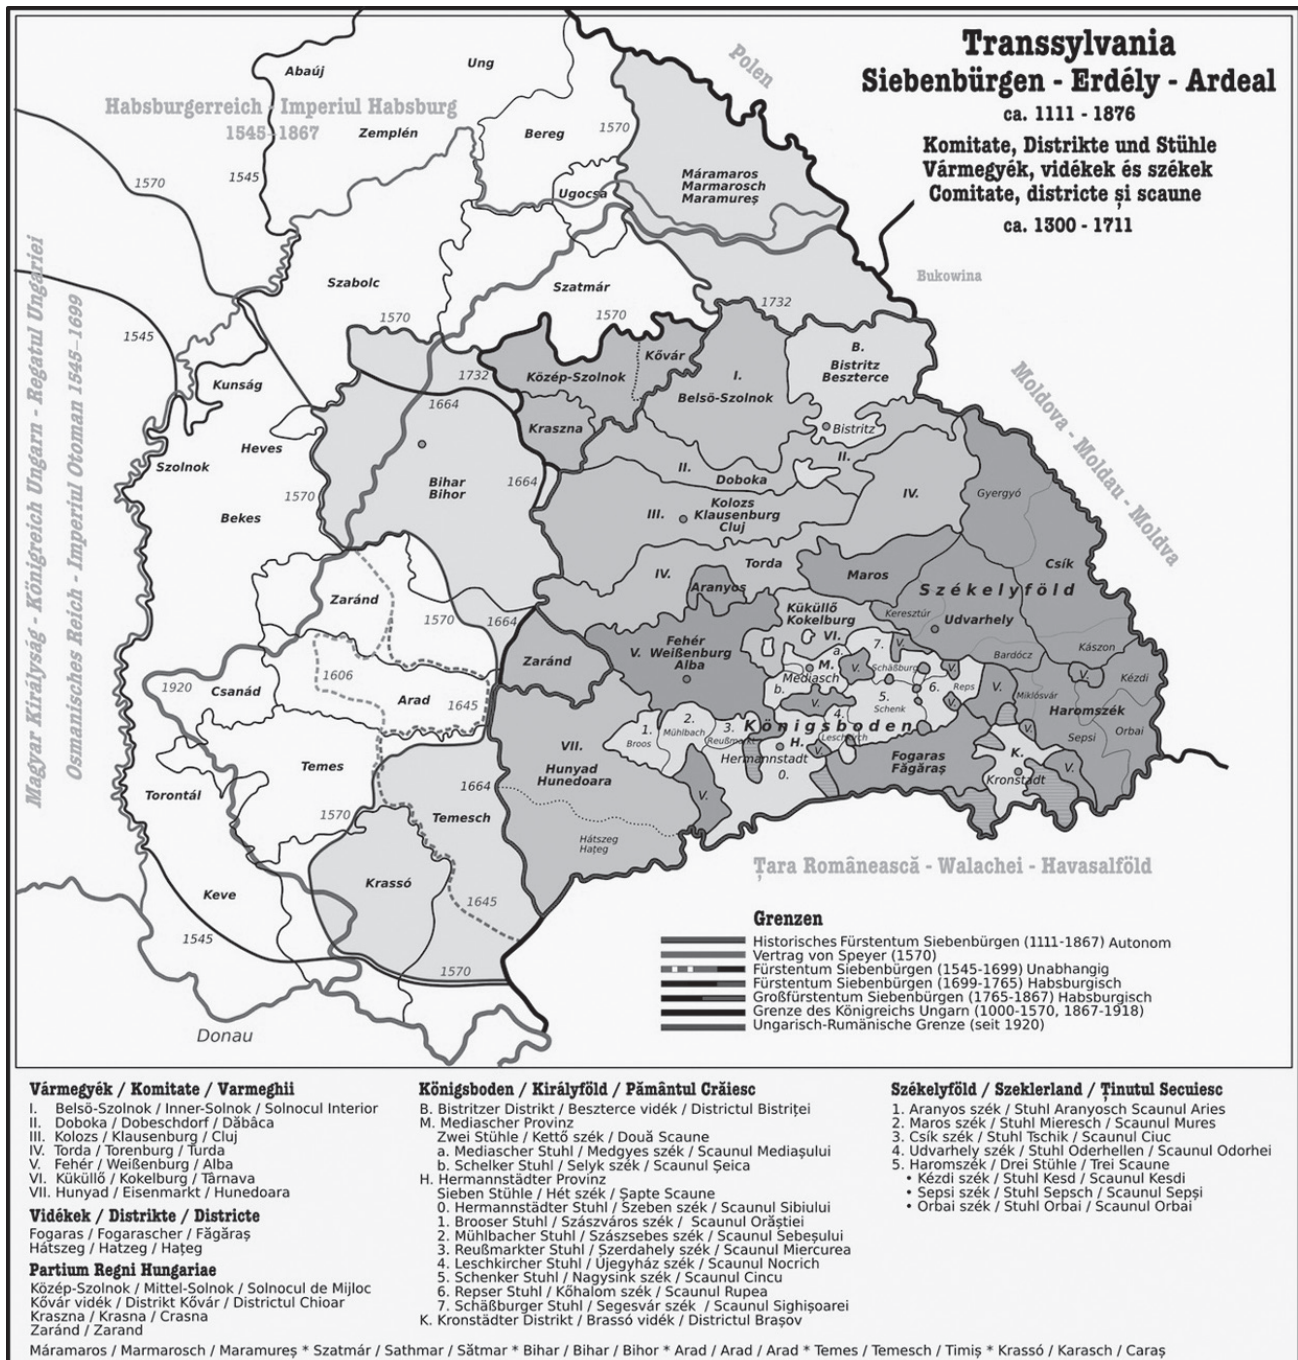 Transsylvania
Siebenbürgen - Erdély - Ardeal
ca. 1111 - 1876
Komitate, Distrikte und Stühle
Vármegyék, vidékek és székek
Comitate, districte și scaune
ca. 1300 - 1711
Habsburgerreich - Imperiul Habsburg
1545-1867
Magyar Királyság - Königreich Ungarn - Regatul Ungariei
Osmanisches Reich - Imperiul Otoman 1545-1699
Polen
Bukowina
Moldova - Moldau - Moldva
Țara Românească - Walachei - Havasalföld
Abaúj
Ung
Zemplén
Bereg
1570
1570
1545
Ugocsa
Máramaros
Marmarosch
Maramureș
Szabolc
Szatmár
1570
1570
1732
1545
Kunság
1732
1664
Közép-Szolnok
Kővár
I.
Belsö-Szolnok
B.
Bistritz
Beszterce
Bistritz
Kraszna
Heves
Szolnok
Bihar
Bihor
1664
1570
Bekes
II.
Doboka
II.
III.
Kolozs
Klausenburg
Cluj
IV.
Gyergyó
Csík
IV.
Torda
Aranyos
Maros
Székelyföld
Keresztúr
Udvarhely
Zaránd
1570
1664
Zaránd
Fehér
V. Weißenburg
Alba
Küküllő
Kokelburg
VI.
a.
7.
V.
Schäßburg
M.
Mediasch
V.
b.
V.
5.
Schenk
6.
Reps
V.
V.
V.
Bardócz
Kászon
V.
Kézdi
Miklósvár
Haromszék
Sepsi
Orbai
1606
1920
Csanád
Arad
1645
1.
Broos
2.
Mühlbach
3.
Reußmarkt
Königsboden
4.
Leschkirch
H.
Hermannstadt
0.
V.
Fogaras
Făgăraș
V.
K.
Kronstadt
V.
VII.
Hunyad
Hunedoara
V.
Hátszeg
Hațeg
Temes
Torontál
1664
1570
Temesch
Krassó
1645
Keve
1545
1570
Donau
Grenzen
Historisches Fürstentum Siebenbürgen (1111-1867) Autonom
Vertrag von Speyer (1570)
Fürstentum Siebenbürgen (1545-1699) Unabhangig
Fürstentum Siebenbürgen (1699-1765) Habsburgisch
Großfürstentum Siebenbürgen (1765-1867) Habsburgisch
Grenze des Königreichs Ungarn (1000-1570, 1867-1918)
Ungarisch-Rumänische Grenze (seit 1920)
Vármegyék / Komitate / Varmeghii
I. Belsö-Szolnok / Inner-Solnok / Solnocul Interior
II. Doboka / Dobeschdorf / Dăbâca
III. Kolozs / Klausenburg / Cluj
IV. Torda / Torenburg / Turda
V. Fehér / Weißenburg / Alba
VI. Küküllő / Kokelburg / Târnava
VII. Hunyad / Eisenmarkt / Hunedoara
Vidékek / Distrikte / Districte
Fogaras / Fogarascher / Făgăraș
Hátszeg / Hatzeg / Hațeg
Partium Regni Hungariae
Közép-Szolnok / Mittel-Solnok / Solnocul de Mijloc
Kővár vidék / Distrikt Kővár / Districtul Chioar
Kraszna / Krasna / Crasna
Zaránd / Zarand
Königsboden / Királyföld / Pământul Crăiesc
B. Bistritzer Distrikt / Beszterce vidék / Districtul Bistriței
M. Mediascher Provinz
Zwei Stühle / Kettő szék / Două Scaune
a. Mediascher Stuhl / Medgyes szék / Scaunul Mediașului
b. Schelker Stuhl / Selyk szék / Scaunul Șeica
H. Hermannstädter Provinz
Sieben Stühle / Hét szék / Șapte Scaune
0. Hermannstädter Stuhl / Szeben szék / Scaunul Sibiului
1. Brooser Stuhl / Szászváros szék / Scaunul Orăștiei
2. Mühlbacher Stuhl / Szászsebes szék / Scaunul Sebeșului
3. Reußmarkter Stuhl / Szerdahely szék / Scaunul Miercurea
4. Leschkircher Stuhl / Újegyház szék / Scaunul Nocrich
5. Schenker Stuhl / Nagysink szék / Scaunul Cincu
6. Repser Stuhl / Kőhalom szék / Scaunul Rupea
7. Schäßburger Stuhl / Segesvár szék / Scaunul Sighișoarei
K. Kronstädter Distrikt / Brassó vidék / Districtul Brașov
Székelyföld / Szeklerland / Ținutul Secuiesc
1. Aranyos szék / Stuhl Aranyosch Scaunul Aries
2. Maros szék / Stuhl Mieresch / Scaunul Mures
3. Csík szék / Stuhl Tschik / Scaunul Ciuc
4. Udvarhely szék / Stuhl Oderhellen / Scaunul Odorhei
5. Haromszék / Drei Stühle / Trei Scaune
• Kézdi szék / Stuhl Kesd / Scaunul Kesdi
• Sepsi szék / Stuhl Sepsch / Scaunul Sepși
• Orbai szék / Stuhl Orbai / Scaunul Orbai
Máramaros / Marmarosch / Maramureș * Szatmár / Sathmar / Sătmar * Bihar / Bihar / Bihor * Arad / Arad / Arad * Temes / Temesch / Timiș * Krassó / Karasch / Caraș